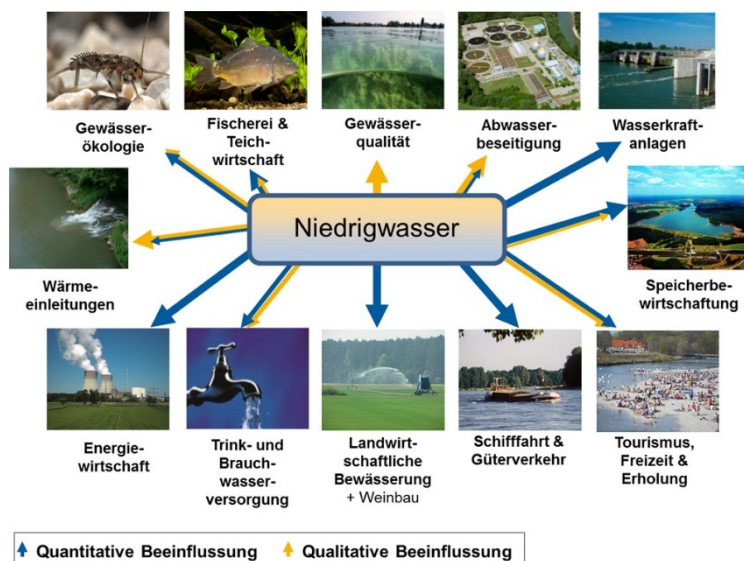 Gewässer-
ökologie
Fischerei &
Teich-
wirtschaft
Gewässer-
qualität
Abwasser-
beseitigung
Wasserkraft-
anlagen
Niedrigwasser
Wärme-
einleitungen
Speicherbe-
wirtschaftung
Energie-
wirtschaft
Trink- und
Brauch-
wasser-
versorgung
Landwirt-
schaftliche
Bewässerung
+ Weinbau
Schifffahrt &
Güterverkehr
Tourismus,
Freizeit &
Erholung
Quantitative Beeinflussung
Qualitative Beeinflussung